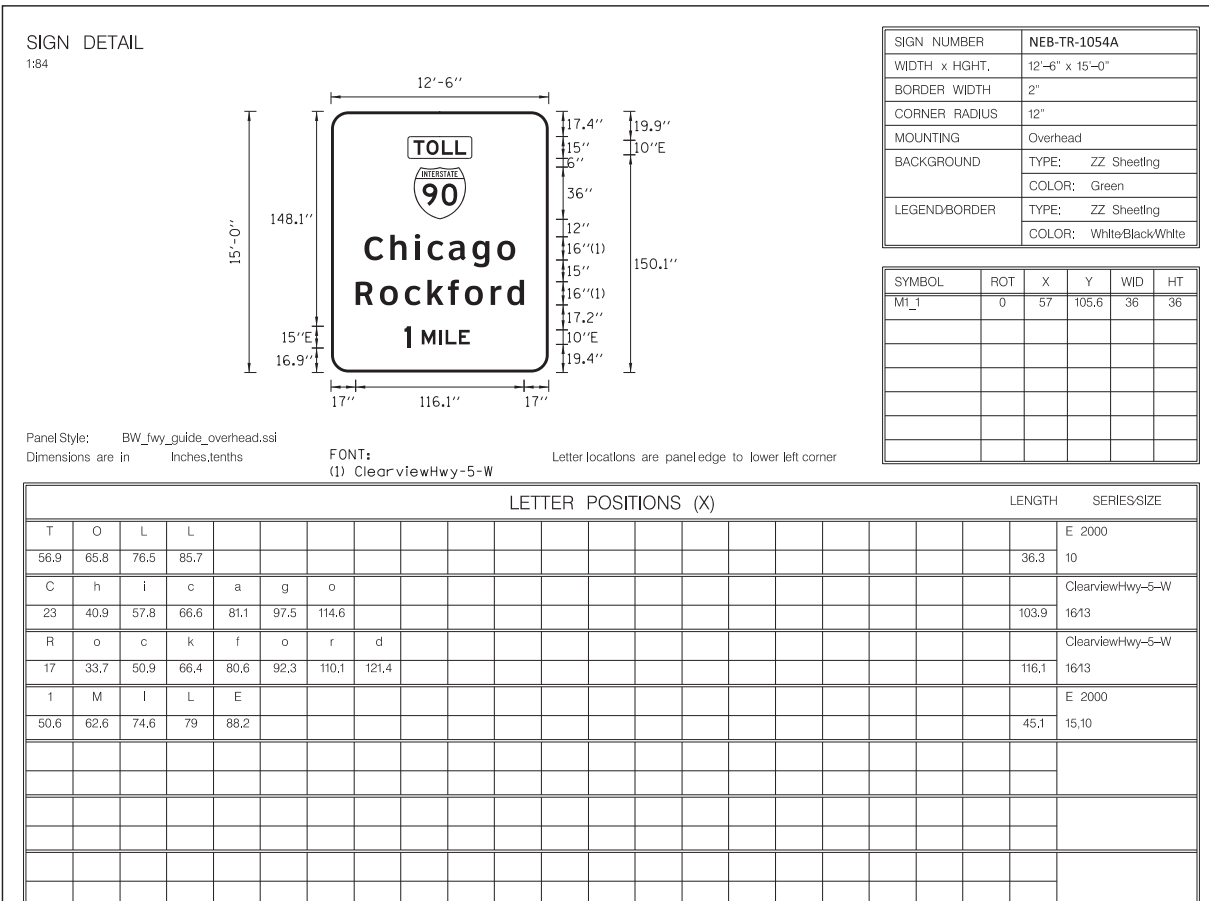 SIGN DETAIL
1:84
12'-6''
15'-0''
148.1''
15''E
16.9''
TOLL
INTERSTATE
90
Chicago
Rockford
1 MILE
17.4''
15''
6''
36''
12''
16''(1)
15''
16''(1)
17.2''
10''E
19.4''
19.9''
10''E
150.1''
17'' 116.1'' 17''
SIGN NUMBER NEB-TR-1054A
WIDTH x HGHT. 12'–6" x 15'–0"
BORDER WIDTH 2"
CORNER RADIUS 12"
MOUNTING Overhead
BACKGROUND TYPE: ZZ Sheeting
COLOR: Green
LEGEND/BORDER TYPE: ZZ Sheeting
COLOR: White/Black/White
SYMBOL ROT X Y WID HT
M1_1 0 57 105.6 36 36
Panel Style: BW_fwy_guide_overhead.ssi
Dimensions are in Inches.tenths
FONT:
(1) ClearviewHwy-5-W
Letter locations are panel edge to lower left corner
LETTER POSITIONS (X) LENGTH SERIES/SIZE
T O L L E 2000
56.9 65.8 76.5 85.7 36.3 10
C h i c a g o ClearviewHwy–5–W
23 40.9 57.8 66.6 81.1 97.5 114.6 103.9 16/13
R o c k f o r d ClearviewHwy–5–W
17 33.7 50.9 66.4 80.6 92.3 110.1 121.4 116.1 16/13
1 M I L E E 2000
50.6 62.6 74.6 79 88.2 45.1 15,10